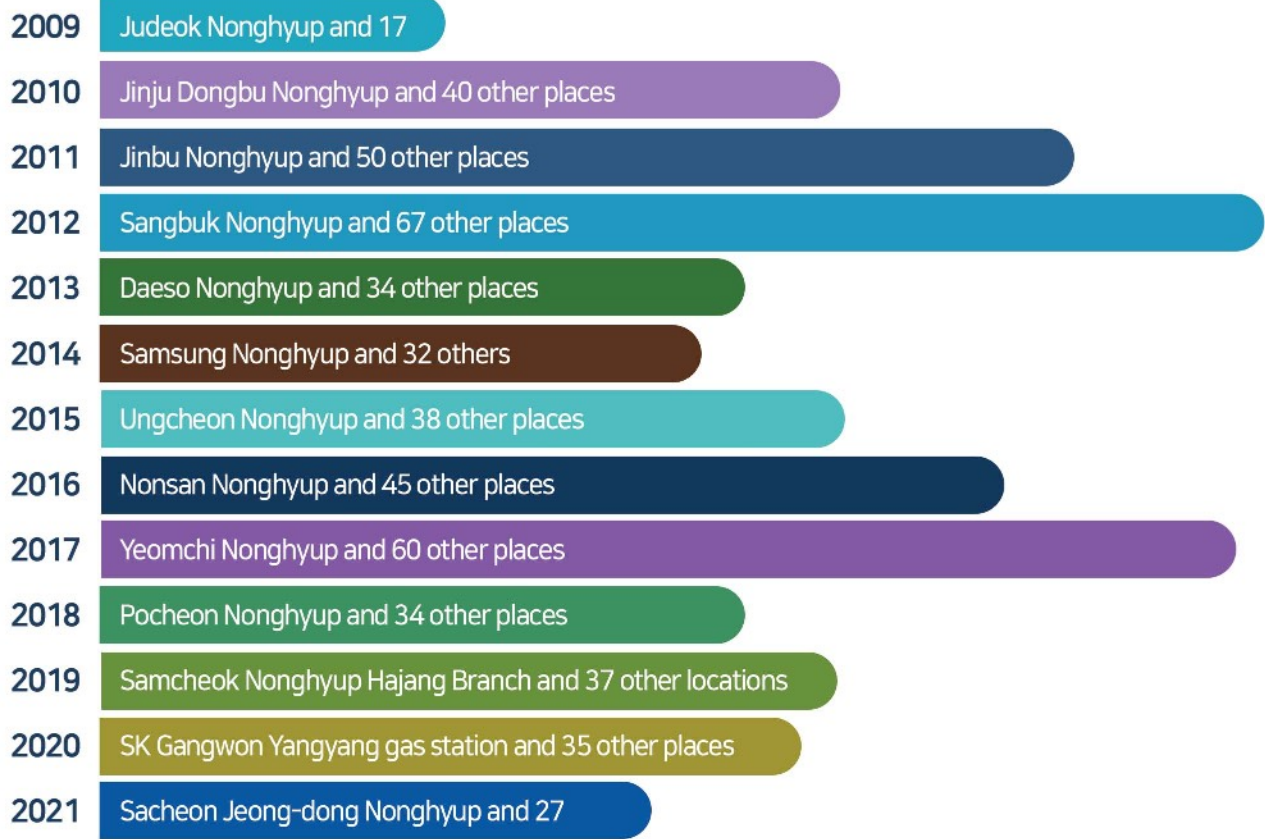 2009 Judeok Nonghyup and 17
2010 Jinju Dongbu Nonghyup and 40 other places
2011 Jinbu Nonghyup and 50 other places
2012 Sangbuk Nonghyup and 67 other places
2013 Daeso Nonghyup and 34 other places
2014 Samsung Nonghyup and 32 others
2015 Ungcheon Nonghyup and 38 other places
2016 Nonsan Nonghyup and 45 other places
2017 Yeomchi Nonghyup and 60 other places
2018 Pocheon Nonghyup and 34 other places
2019 Samcheok Nonghyup Hajang Branch and 37 other locations
2020 SK Gangwon Yangyang gas station and 35 other places
2021 Sacheon Jeong-dong Nonghyup and 27